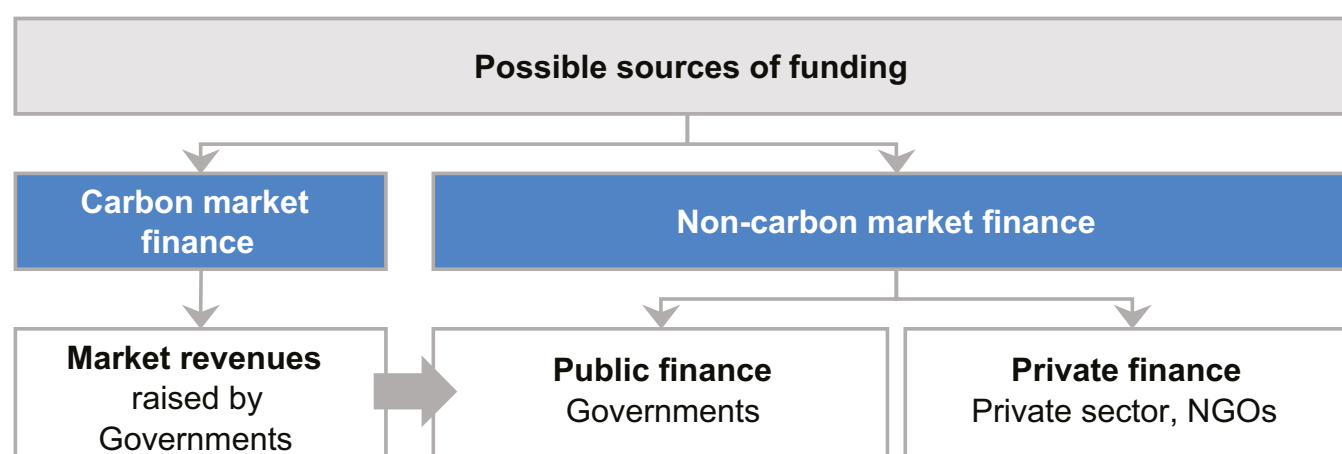 Possible sources of funding
Carbon market
finance
Non-carbon market finance
Market revenues
raised by
Governments
Public finance
Governments
Private finance
Private sector, NGOs